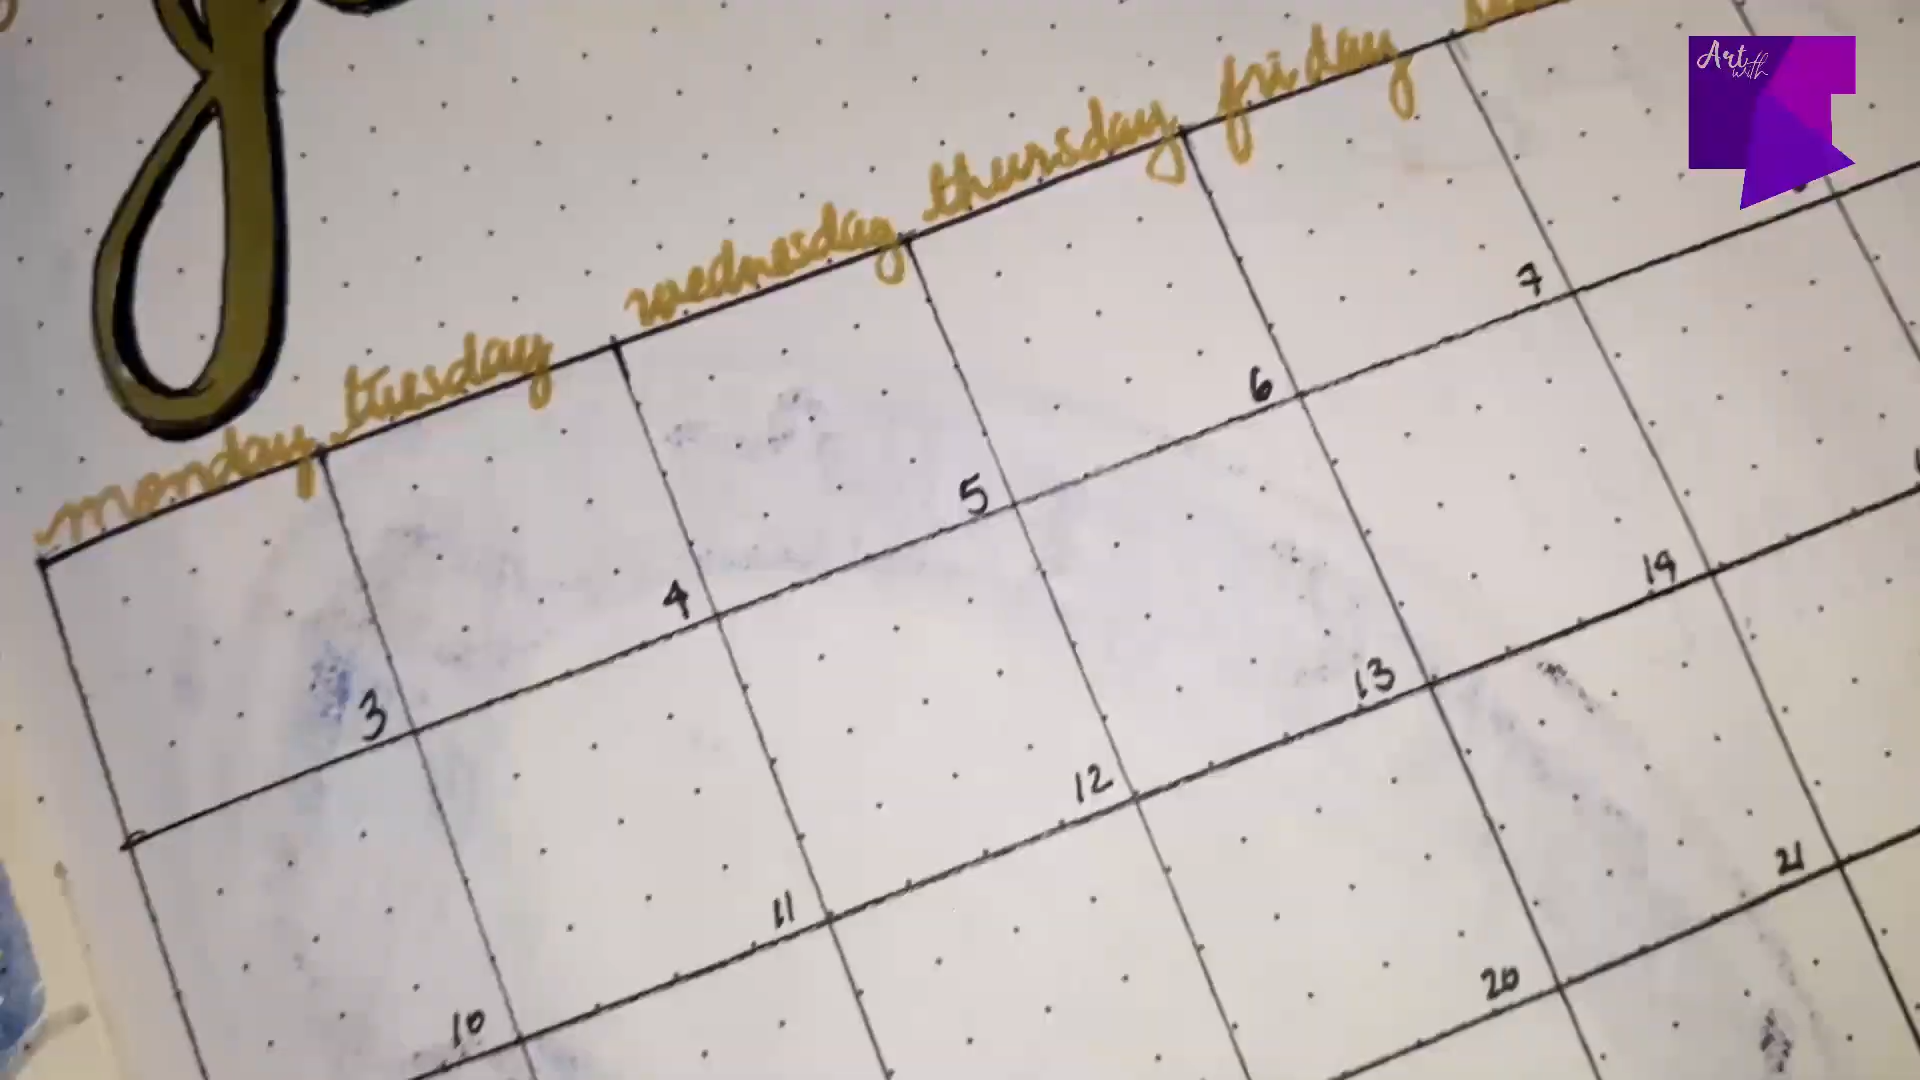 Art
with
monday tuesday wednesday thursday friday
3 4 5 6 7
10 11 12 13 19
20 21